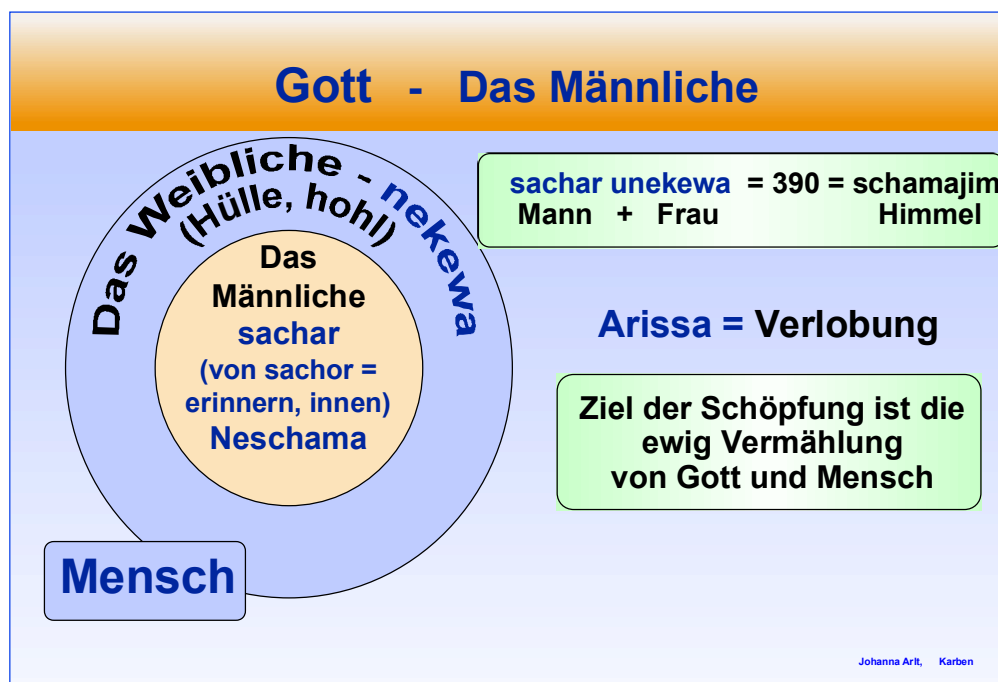 Gott - Das Männliche
Das Weibliche - nekewa
(Hülle, hohl)
Das
Männliche
sachar
(von sachor =
erinnern, innen)
Neschama
Mensch
sachar unekewa = 390 = schamajim
Mann + Frau Himmel
Arissa = Verlobung
Ziel der Schöpfung ist die
ewig Vermählung
von Gott und Mensch
Johanna Arlt, Karben